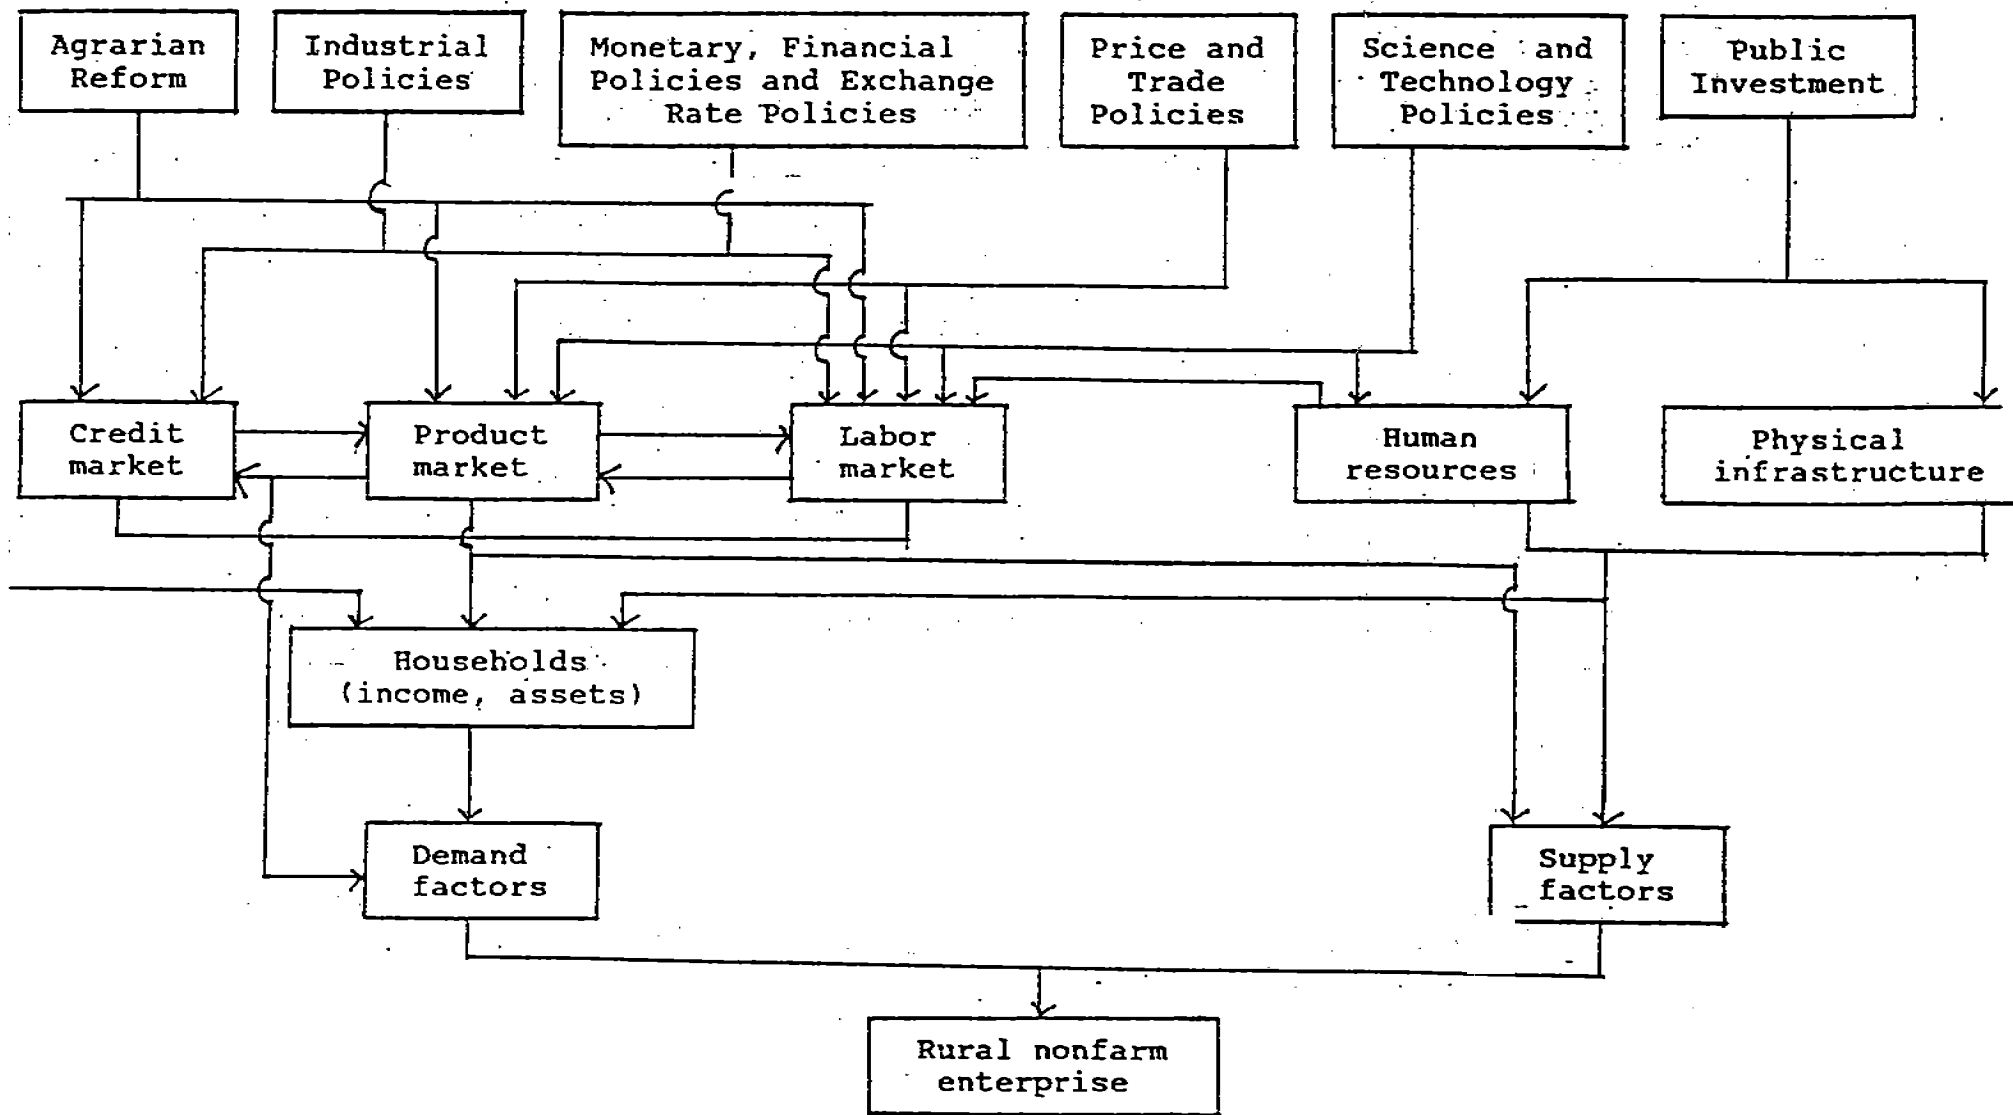 Agrarian
Reform
Industrial
Policies
Monetary, Financial
Policies and Exchange
Rate Policies
Price and
Trade
Policies
Science and
Technology
Policies
Public
Investment
Credit
market
Product
market
Labor
market
Human
resources
Physical
infrastructure
Households
(income, assets)
Demand
factors
Supply
factors
Rural nonfarm
enterprise